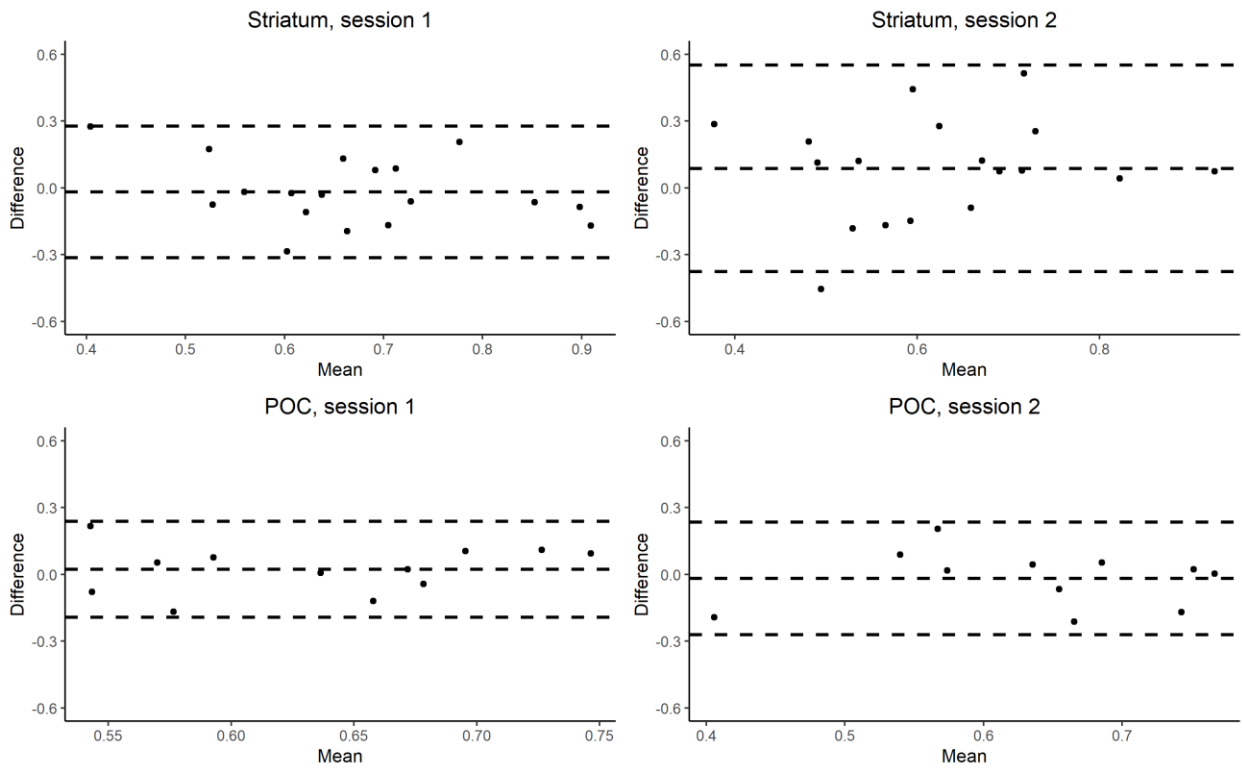 Striatum, session 1
0.6
0.3
0.0
-0.3
-0.6
Difference
0.4 0.5 0.6 0.7 0.8 0.9
Mean
Striatum, session 2
0.6
0.3
0.0
-0.3
-0.6
Difference
0.4 0.6 0.8
Mean
POC, session 1
0.6
0.3
0.0
-0.3
-0.6
Difference
0.55 0.60 0.65 0.70 0.75
Mean
POC, session 2
0.6
0.3
0.0
-0.3
-0.6
Difference
0.4 0.5 0.6 0.7
Mean